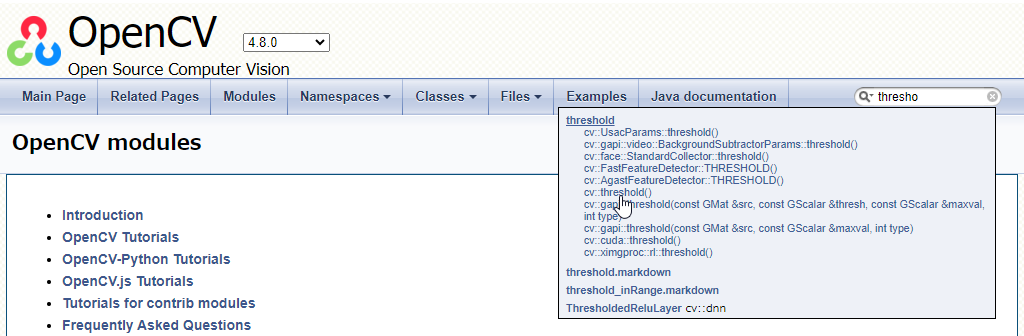 OpenCV
4.8.0
Open Source Computer Vision
Main Page Related Pages Modules Namespaces Classes Files Examples Java documentation thresho
OpenCV modules
Introduction
OpenCV Tutorials
OpenCV-Python Tutorials
OpenCV.js Tutorials
Tutorials for contrib modules
Frequently Asked Questions
threshold
cv::UsacParams::threshold()
cv::gapi::video::BackgroundSubtractorParams::threshold()
cv::face::StandardCollector::threshold()
cv::FastFeatureDetector::THRESHOLD()
cv::AgastFeatureDetector::THRESHOLD()
cv::threshold()
cv::gapi::threshold(const GMat &src, const GScalar &thresh, const GScalar &maxval,
int type)
cv::gapi::threshold(const GMat &src, const GScalar &maxval, int type)
cv::cuda::threshold()
cv::ximgproc::rl::threshold()
threshold.markdown
threshold_inRange.markdown
ThresholdedReluLayer cv::dnn